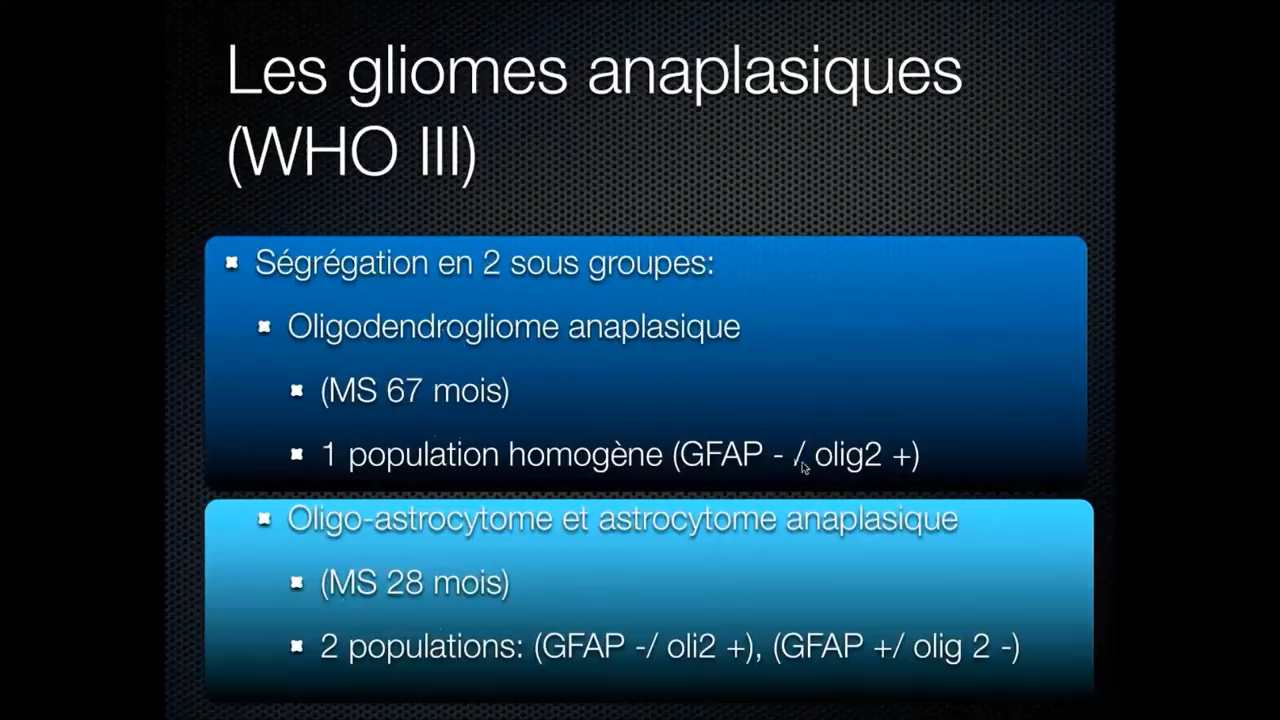 Les gliomes anaplasiques
(WHO III)
Ségrégation en 2 sous groupes:
Oligodendrogliome anaplasique
(MS 67 mois)
1 population homogène (GFAP - / olig2 +)
Oligo-astrocytome et astrocytome anaplasique
(MS 28 mois)
2 populations: (GFAP -/ oli2 +), (GFAP +/ olig 2 -)